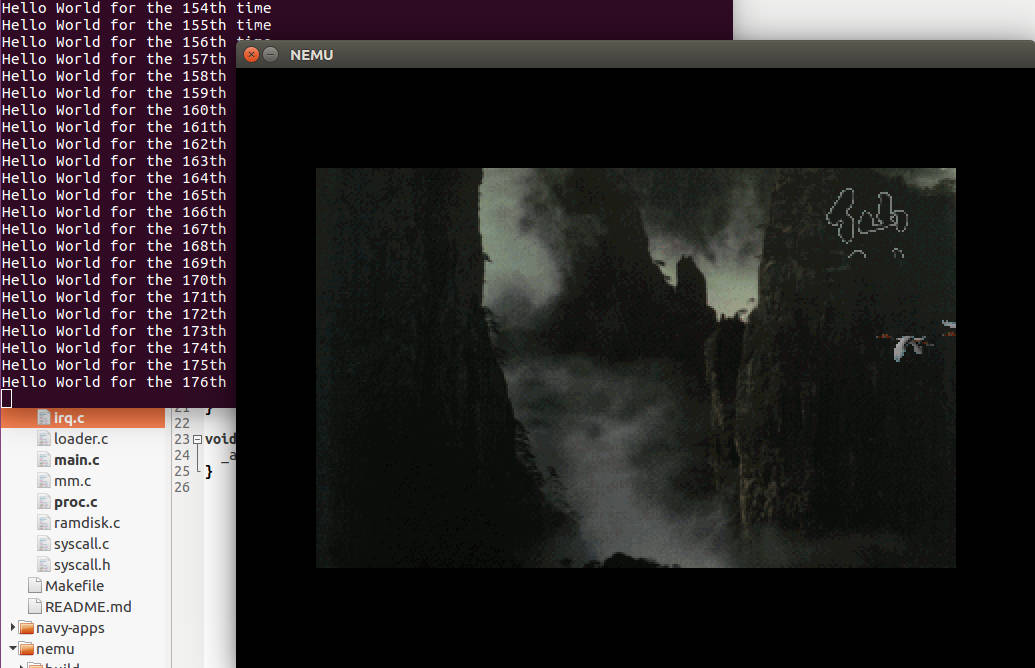 Hello World for the 154th time
Hello World for the 155th time
Hello World for the 156th time
Hello World for the 157th
Hello World for the 158th
Hello World for the 159th
Hello World for the 160th
Hello World for the 161th
Hello World for the 162th
Hello World for the 163th
Hello World for the 164th
Hello World for the 165th
Hello World for the 166th
Hello World for the 167th
Hello World for the 168th
Hello World for the 169th
Hello World for the 170th
Hello World for the 171th
Hello World for the 172th
Hello World for the 173th
Hello World for the 174th
Hello World for the 175th
Hello World for the 176th
NEMU
irq.c
loader.c
main.c
mm.c
proc.c
ramdisk.c
syscall.c
syscall.h
Makefile
README.md
navy-apps
nemu
build
21 }
22
23 void
24 _a
25 }
26